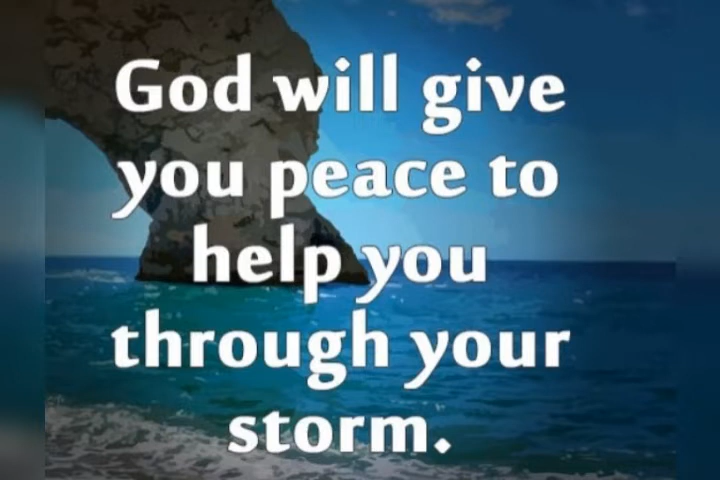 God will give
you peace to
help you
through your
storm.